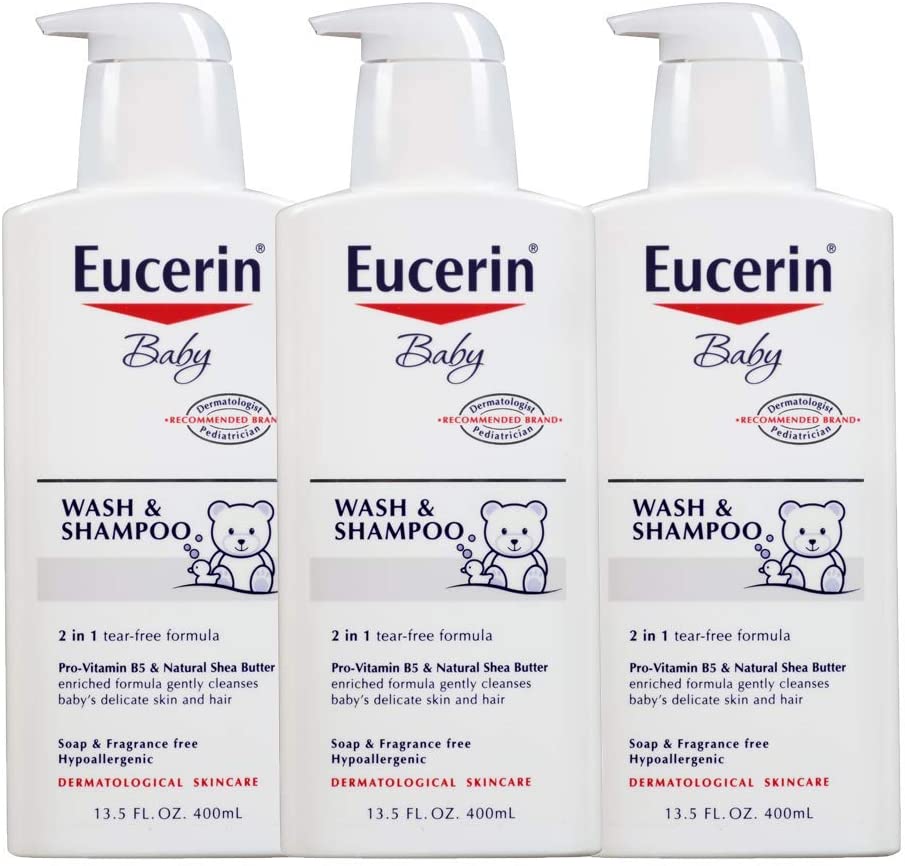 Eucerin®
Baby
Dermatologist
•RECOMMENDED BRAND
Pediatrician
WASH &
SHAMPOO
2 in 1 tear-free formula
Pro-Vitamin B5 & Natural Shea Butter
enriched formula gently cleanses
baby's delicate skin and hair
Soap & Fragrance free
Hypoallergenic
DERMATOLOGICAL SKINCARE
13.5 FL. OZ. 400mL
Eucerin®
Baby
Dermatologist
•RECOMMENDED BRAND•
Pediatrician
WASH &
SHAMPOO
2 in 1 tear-free formula
Pro-Vitamin B5 & Natural Shea Butter
enriched formula gently cleanses
baby's delicate skin and hair
Soap & Fragrance free
Hypoallergenic
DERMATOLOGICAL SKINCARE
13.5 FL. OZ. 400mL
Eucerin®
Baby
Dermatologist
•RECOMMENDED BRAND•
Pediatrician
WASH &
SHAMPOO
2 in 1 tear-free formula
Pro-Vitamin B5 & Natural Shea Butter
enriched formula gently cleanses
baby's delicate skin and hair
Soap & Fragrance free
Hypoallergenic
DERMATOLOGICAL SKINCARE
13.5 FL. OZ. 400mL